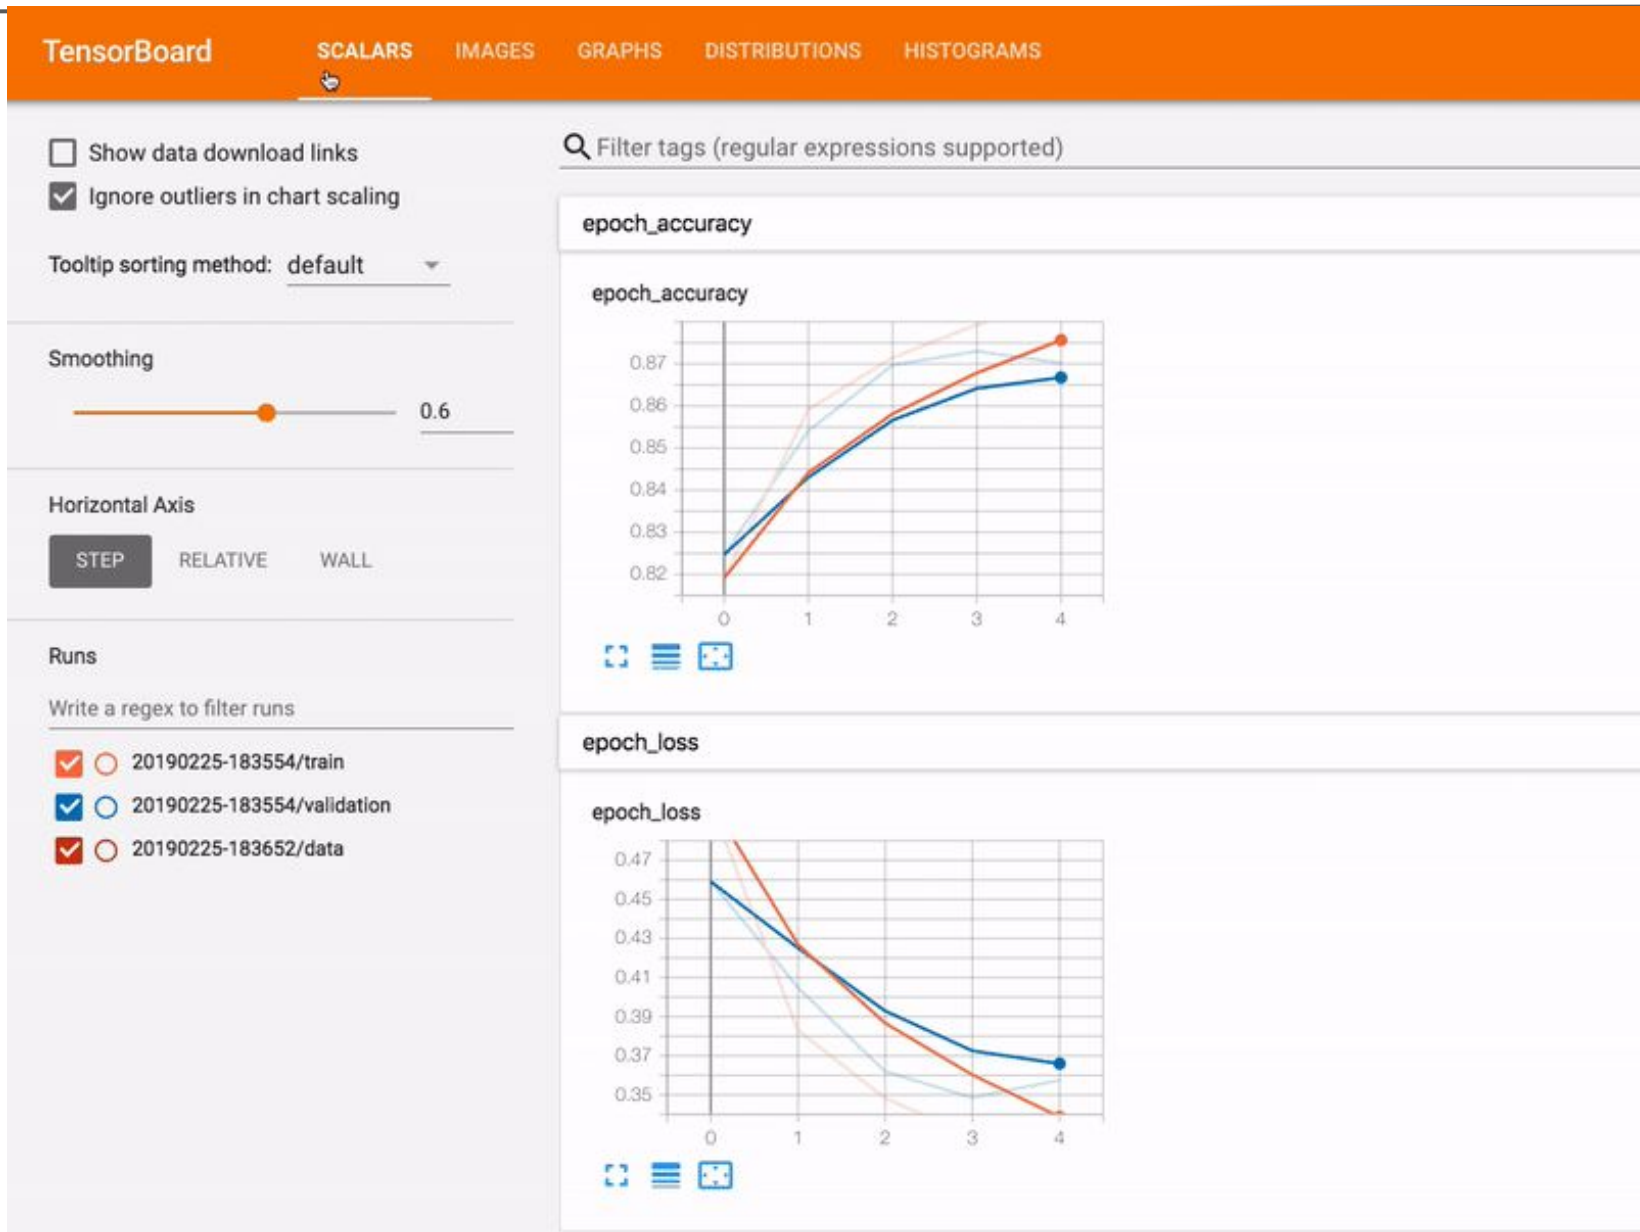 TensorBoard SCALARS IMAGES GRAPHS DISTRIBUTIONS HISTOGRAMS
Show data download links
Ignore outliers in chart scaling
Tooltip sorting method: default
Smoothing
0.6
Horizontal Axis
STEP RELATIVE WALL
Runs
Write a regex to filter runs
20190225-183554/train
20190225-183554/validation
20190225-183652/data
Filter tags (regular expressions supported)
epoch_accuracy
epoch_accuracy
0.87
0.86
0.85
0.84
0.83
0.82
0 1 2 3 4
epoch_loss
epoch_loss
0.47
0.45
0.43
0.41
0.39
0.37
0.35
0 1 2 3 4